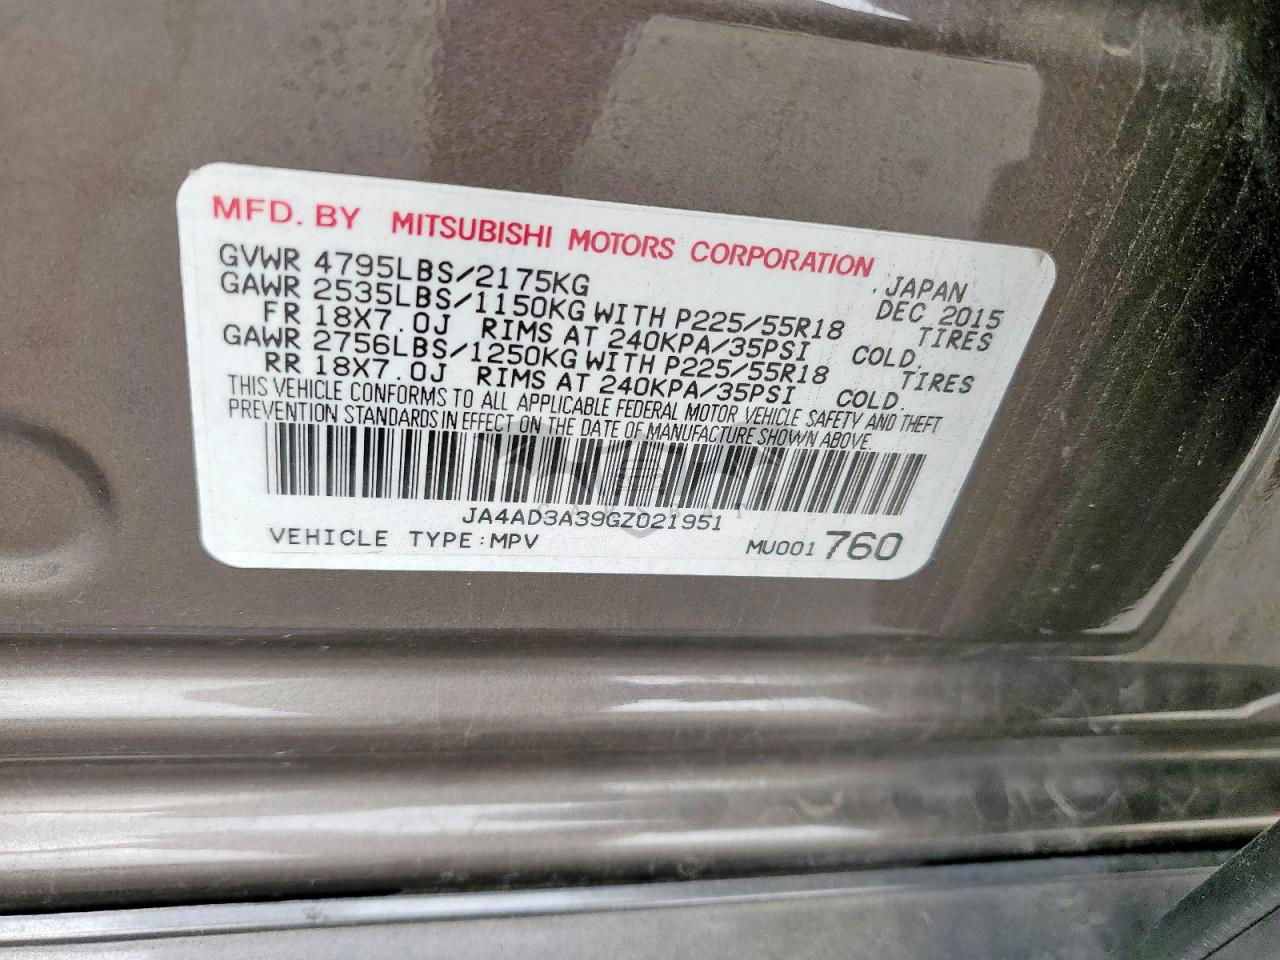 MFD. BY MITSUBISHI MOTORS CORPORATION JAPAN
GVWR 4795LBS/2175KG DEC 2015
GAWR 2535LBS/1150KG WITH P225/55R18 TIRES
FR 18X7.0J RIMS AT 240KPA/35PSI COLD.
GAWR 2756LBS/1250KG WITH P225/55R18 TIRES
RR 18X7.0J RIMS AT 240KPA/35PSI COLD.
THIS VEHICLE CONFORMS TO ALL APPLICABLE FEDERAL MOTOR VEHICLE SAFETY AND THEFT
PREVENTION STANDARDS IN EFFECT ON THE DATE OF MANUFACTURE SHOWN ABOVE.
JA4AD3A39GZ021951
VEHICLE TYPE:MPV MU001760